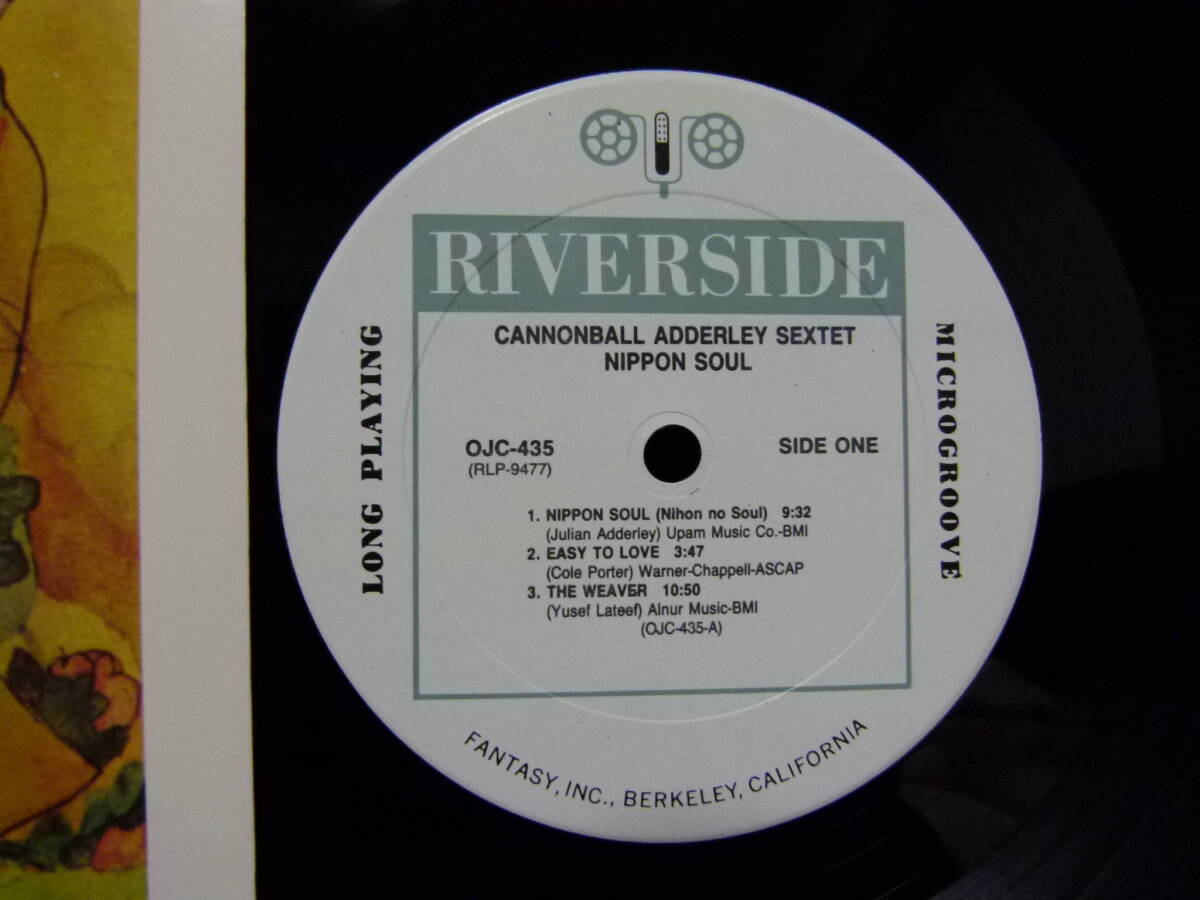 RIVERSIDE
CANNONBALL ADDERLEY SEXTET
NIPPON SOUL
LONG PLAYING
MICROGROOVE
OJC-435
(RLP-9477)
SIDE ONE
1. NIPPON SOUL (Nihon no Soul) 9:32
(Julian Adderley) Upam Music Co.-BMI
2. EASY TO LOVE 3:47
(Cole Porter) Warner-Chappell-ASCAP
3. THE WEAVER 10:50
(Yusef Lateef) Alnur Music-BMI
(OJC-435-A)
FANTASY, INC., BERKELEY, CALIFORNIA